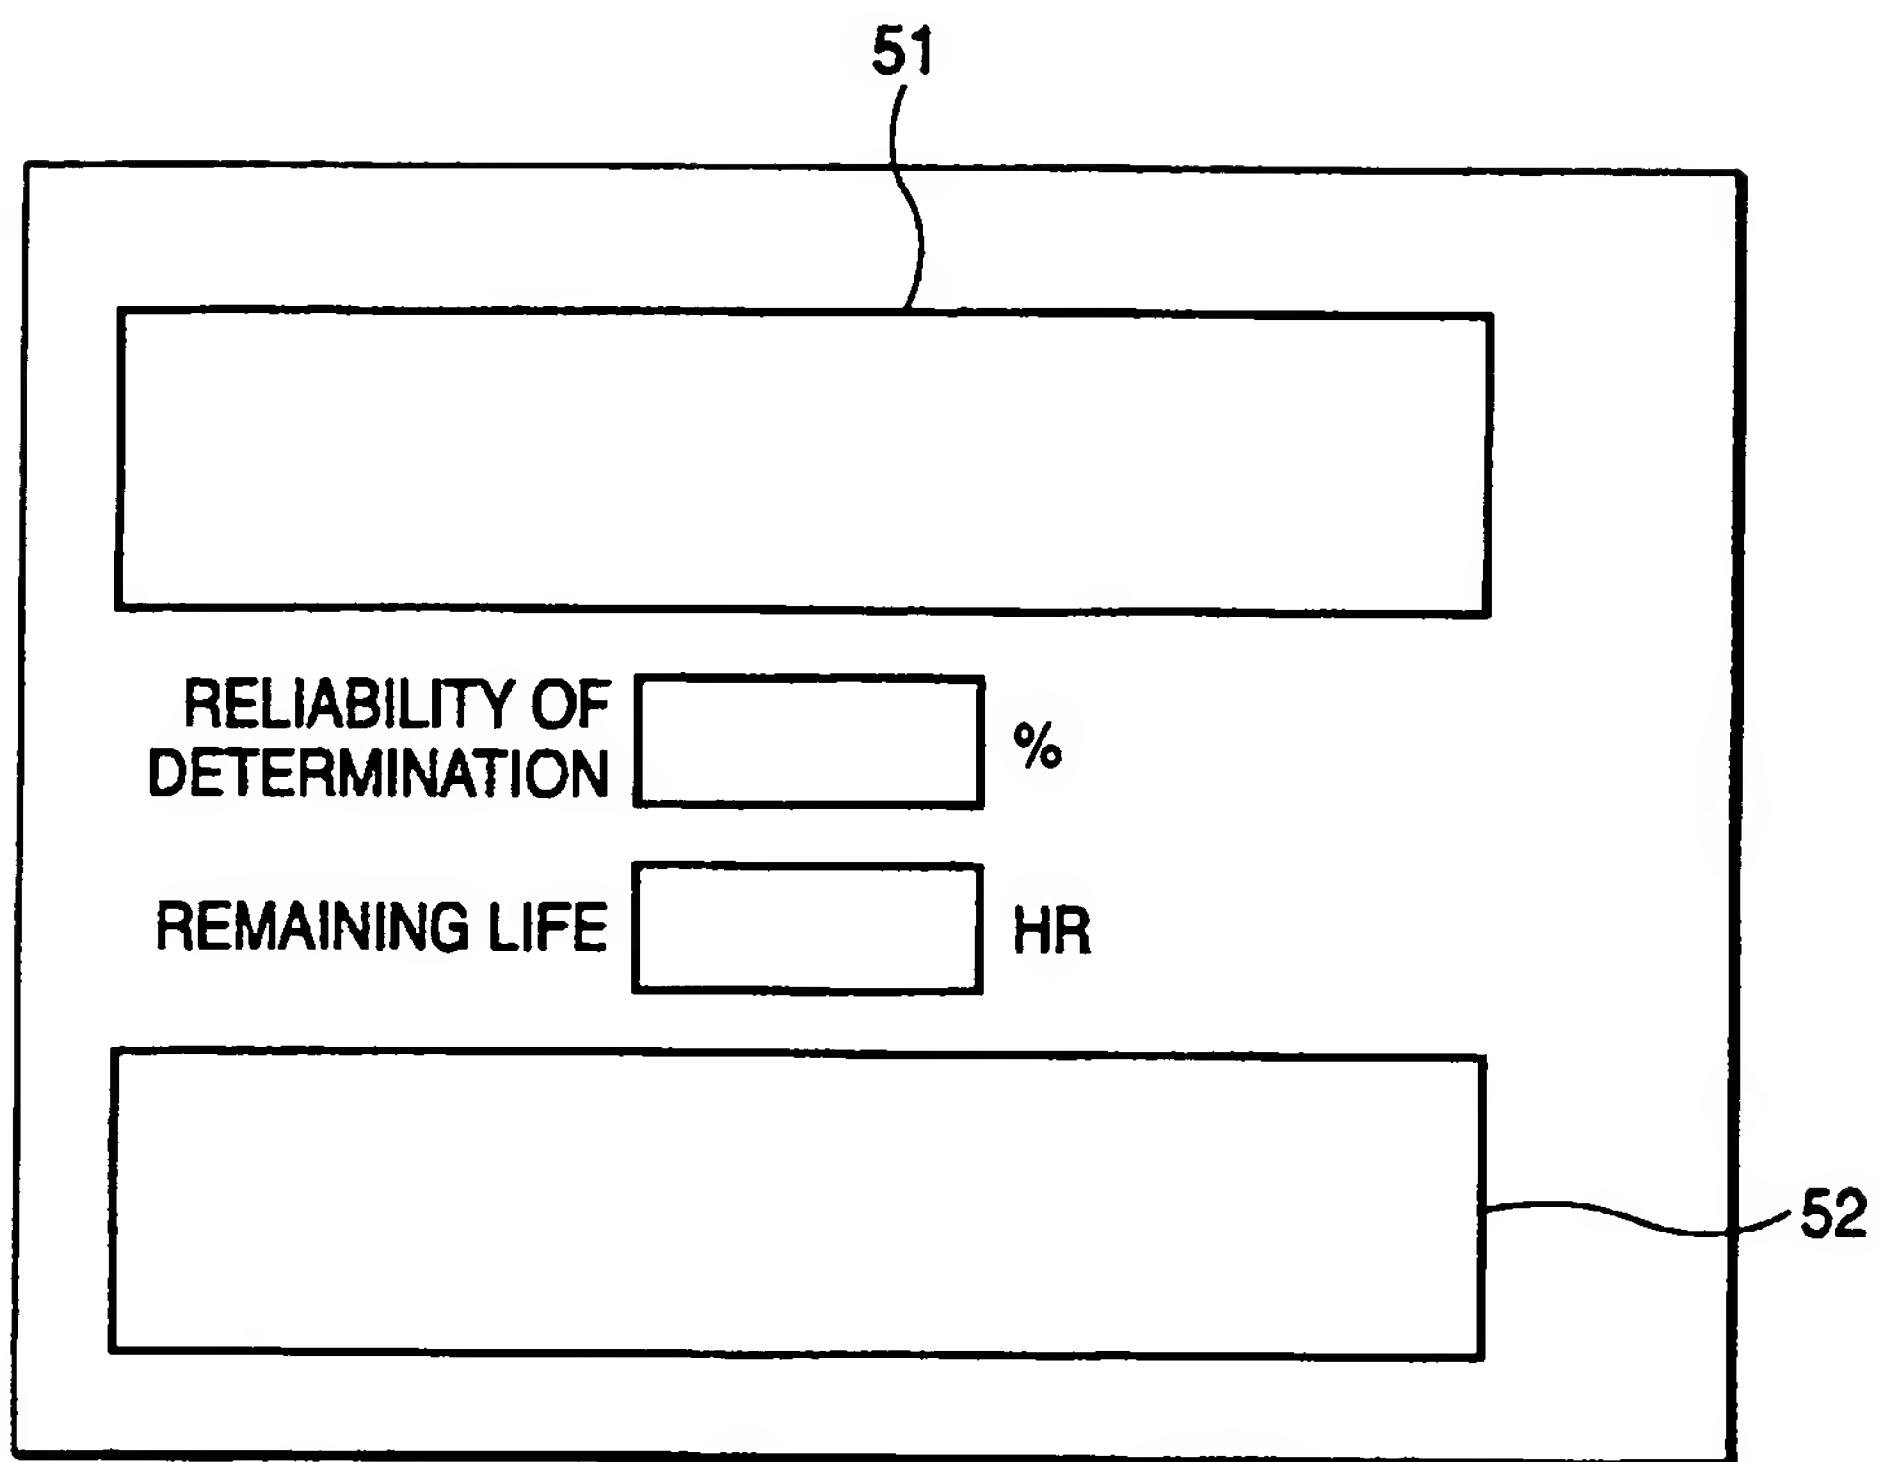 51
RELIABILITY OF
DETERMINATION
%
REMAINING LIFE HR
52